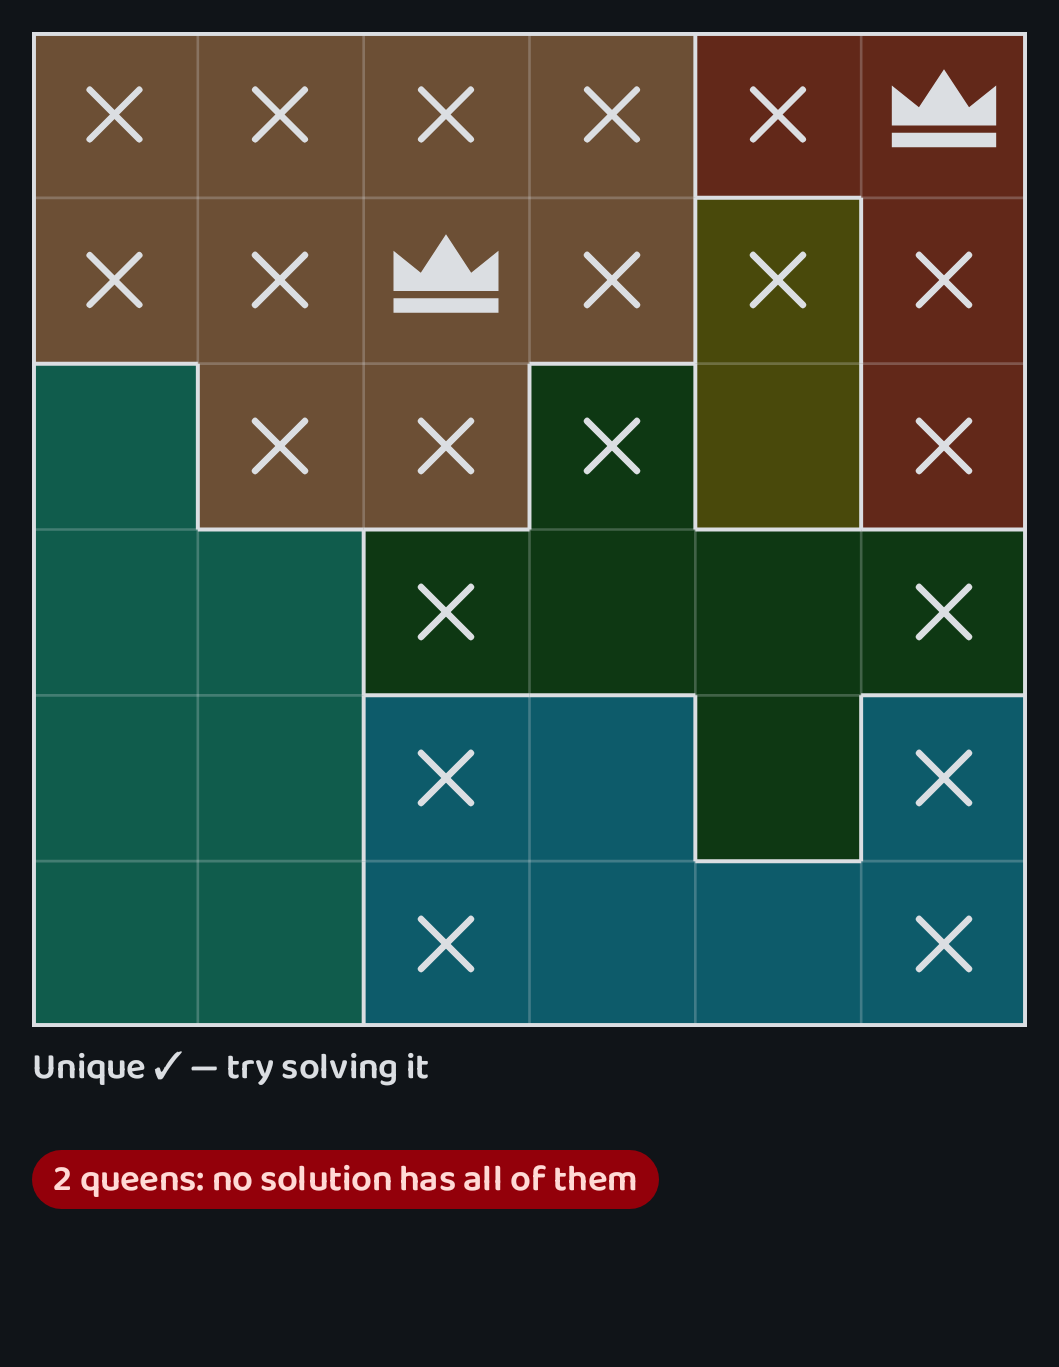 Unique ✓ — try solving it
2 queens: no solution has all of them